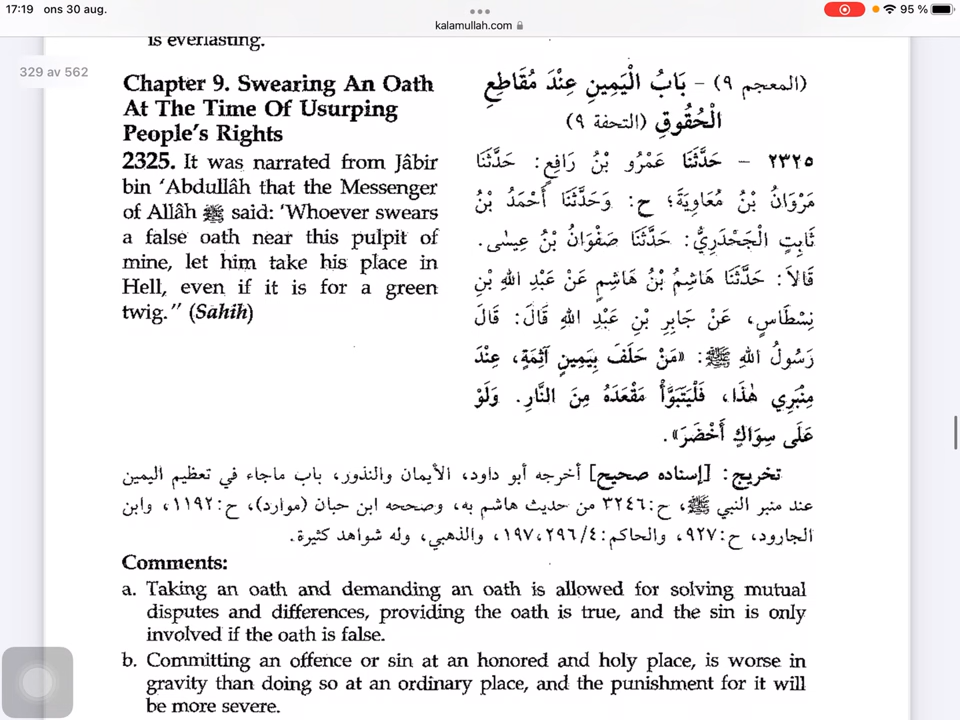 17:19 ons 30 aug.
95 %
kalamullah.com
is everlasting.
329 av 562
Chapter 9. Swearing An Oath
At The Time Of Usurping
People's Rights
2325. It was narrated from Jâbir
bin 'Abdullâh that the Messenger
of Allâh ﷺ said: 'Whoever swears
a false oath near this pulpit of
mine, let him take his place in
Hell, even if it is for a green
twig." (Sahih)
(المعجم ٩) - بَابُ الْيَمِينِ عِنْدَ مُقَاطِعِ
الْحُقُوقِ (التحفة ٩)
٢٣٢٥ - حَدَّثَنَا عَمْرُو بْنُ رَافِعٍ: حَدَّثَنَا
مَرْوَانُ بْنُ مُعَاوِيَةَ؛ ح: وَحَدَّثَنَا أَحْمَدُ بْنُ
ثَابِتٍ الْجَحْدَرِيُّ: حَدَّثَنَا صَفْوَانُ بْنُ عِيسَى.
قَالاَ: حَدَّثَنَا هَاشِمُ بْنُ هَاشِمٍ عَنْ عَبْدِ اللهِ بْنِ
نِسْطَاسٍ، عَنْ جَابِرِ بْنِ عَبْدِ اللهِ قَالَ: قَالَ
رَسُولُ اللهِ ﷺ: «مَنْ حَلَفَ بِيَمِينٍ آثِمَةٍ، عِنْدَ
مِنْبَرِي هٰذَا، فَلْيَتَبَوَّأْ مَقْعَدَهُ مِنَ النَّارِ. وَلَوْ
عَلَى سِوَاكٍ أَخْضَرَ».
تخريج: [إسناده صحيح] أخرجه أبو داود، الأيمان والنذور، باب ماجاء في تعظيم اليمين
عند منبر النبي ﷺ، ح:٣٢٤٦ من حديث هاشم به، وصححه ابن حبان (موارد)، ح:١١٩٢، وابن
الجارود، ح:٩٢٧، والحاكم:٤/ ٢٩٦،١٩٧، والذهبي، وله شواهد كثيرة.
Comments:
a. Taking an oath and demanding an oath is allowed for solving mutual
disputes and differences, providing the oath is true, and the sin is only
involved if the oath is false.
b. Committing an offence or sin at an honored and holy place, is worse in
gravity than doing so at an ordinary place, and the punishment for it will
be more severe.